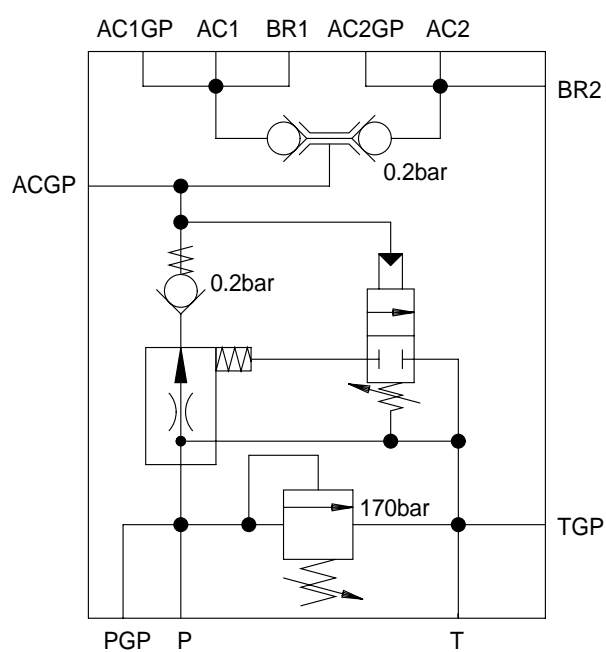 AC1GP AC1 BR1 AC2GP AC2
BR2
0.2bar
ACGP
0.2bar
170bar
TGP
PGP P T